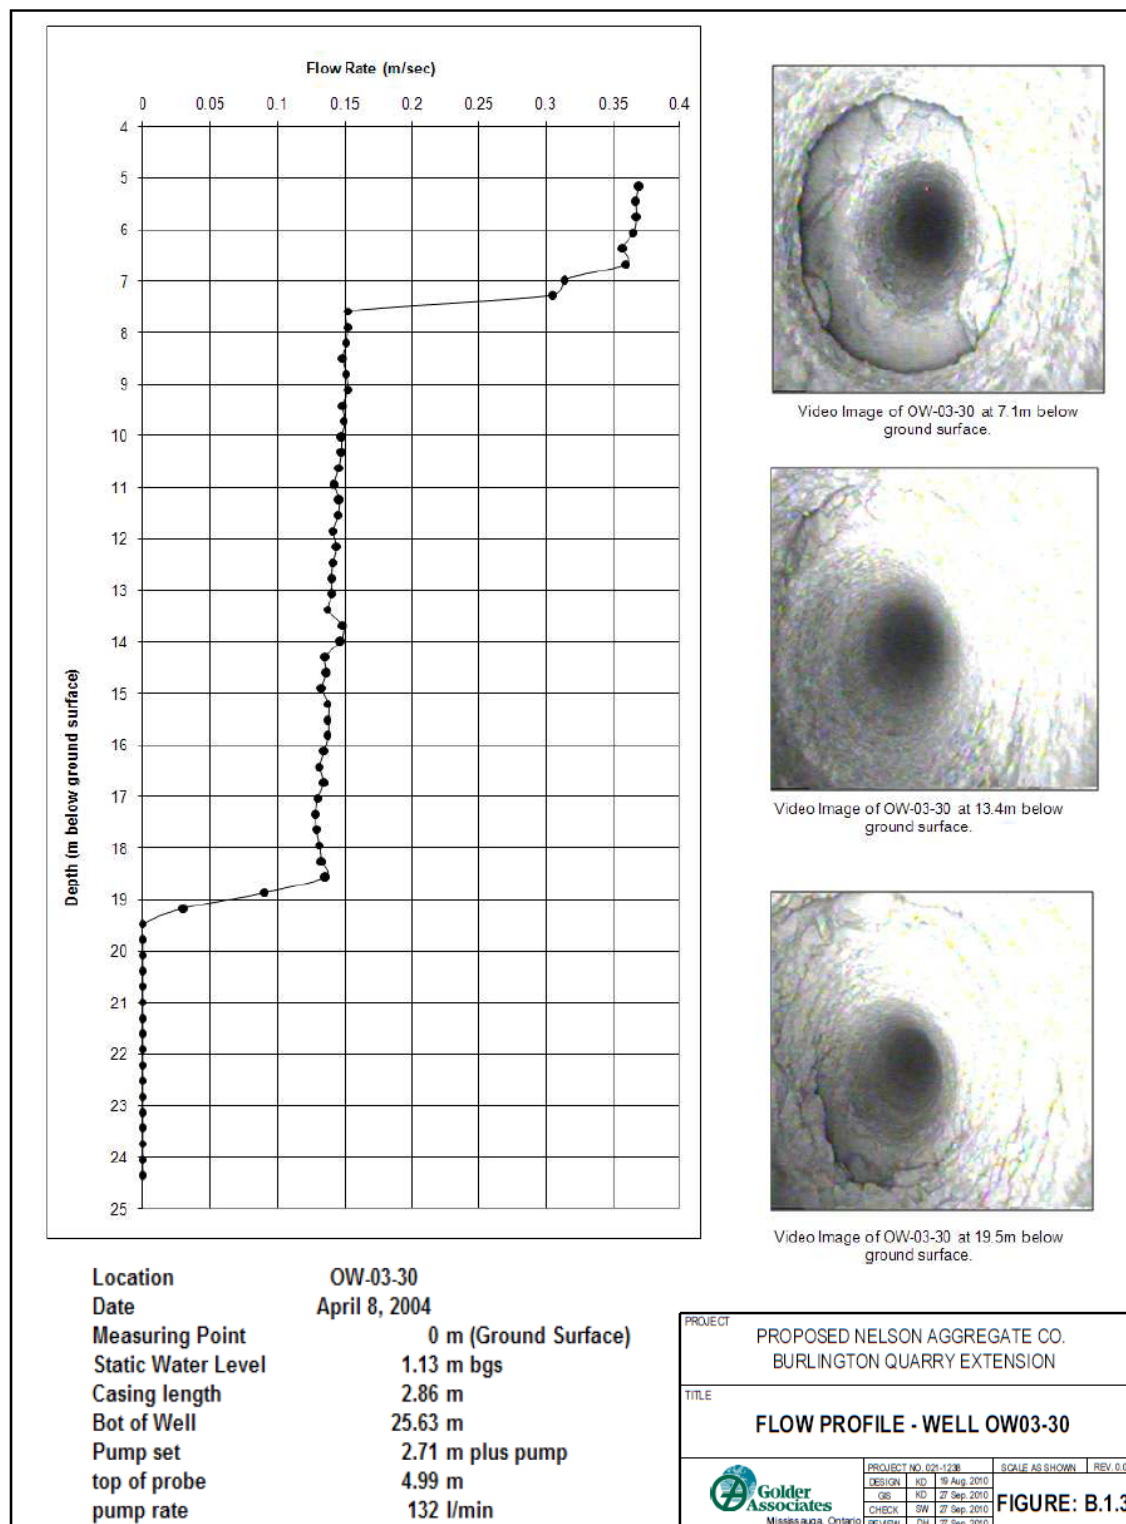 Flow Rate (m/sec)
0 0.05 0.1 0.15 0.2 0.25 0.3 0.35 0.4
4
5
6
7
8
9
10
11
12
13
14
15
16
17
18
19
20
21
22
23
24
25
Depth (m below ground surface)
Video Image of OW-03-30 at 7.1m below
ground surface.
Video Image of OW-03-30 at 13.4m below
ground surface.
Video Image of OW-03-30 at 19.5m below
ground surface.
Location OW-03-30
Date April 8, 2004
Measuring Point 0 m (Ground Surface)
Static Water Level 1.13 m bgs
Casing length 2.86 m
Bot of Well 25.63 m
Pump set 2.71 m plus pump
top of probe 4.99 m
pump rate 132 l/min
PROJECT
PROPOSED NELSON AGGREGATE CO.
BURLINGTON QUARRY EXTENSION
TITLE
FLOW PROFILE - WELL OW03-30
Golder
Associates
Mississauga, Ontario
PROJECT NO. 021-1238 SCALE AS SHOWN REV. 0.0
DESIGN KD 19 Aug. 2010
GIS KD 27 Sep. 2010
CHECK SW 27 Sep. 2010
REVIEW DH 27 Sep. 2010
FIGURE: B.1.3